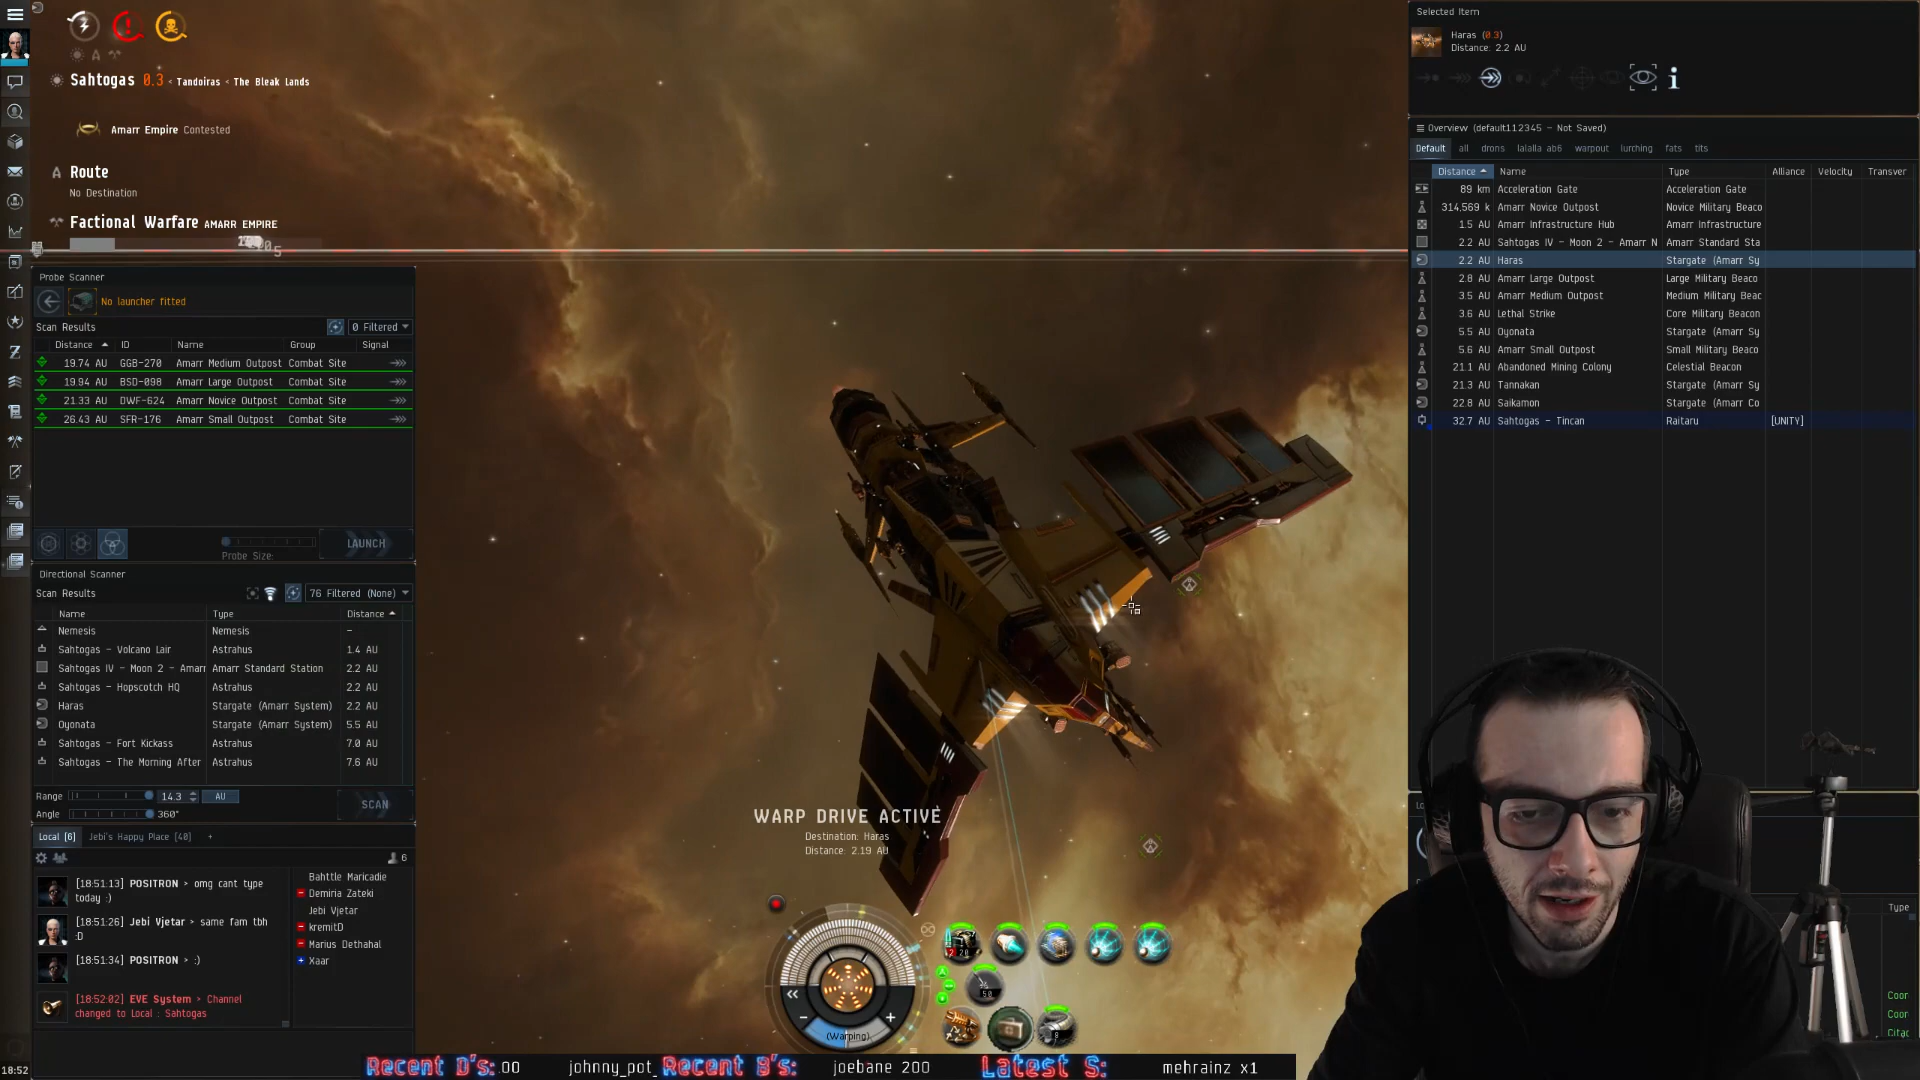 Sahtogas 0.3 < Tandoiras < The Bleak Lands
Amarr Empire Contested
Route
No Destination
Factional Warfare AMARR EMPIRE
Probe Scanner
No launcher fitted
Scan Results
0 Filtered
Distance ID Name Group Signal
19.74 AU GGB-270 Amarr Medium Outpost Combat Site
19.94 AU BSD-098 Amarr Large Outpost Combat Site
21.33 AU DWF-624 Amarr Novice Outpost Combat Site
26.43 AU SFR-176 Amarr Small Outpost Combat Site
Probe Size:
LAUNCH
Directional Scanner
Scan Results
76 Filtered (None)
Name Type Distance
Nemesis Nemesis -
Sahtogas - Volcano Lair Astrahus 1.4 AU
Sahtogas IV - Moon 2 - Amarr Amarr Standard Station 2.2 AU
Sahtogas - Hopscotch HQ Astrahus 2.2 AU
Haras Stargate (Amarr System) 2.2 AU
Oyonata Stargate (Amarr System) 5.5 AU
Sahtogas - Fort Kickass Astrahus 7.0 AU
Sahtogas - The Morning After Astrahus 7.6 AU
Range 14.3 AU
Angle 360°
SCAN
Local [6] Jebi's Happy Place [40] +
6
[18:51:13] POSITRON > omg cant type
today :)
[18:51:26] Jebi Vjetar > same fam tbh
:D
[18:51:34] POSITRON > :)
[18:52:02] EVE System > Channel
changed to Local : Sahtogas
Bahttle Maricadie
Demiria Zateki
Jebi Vjetar
kremitD
Marius Dethahal
Xaar
18:52
WARP DRIVE ACTIVE
Destination: Haras
Distance: 2.19 AU
(Warping)
Recent D's: 00 johnny_pot_ Recent B's: joebane 200 Latest S: mehrainz x1
Selected Item
Haras (0.3)
Distance: 2.2 AU
Overview (default112345 - Not Saved)
Default all drons lalalla ab6 warpout lurching fats tits
Distance Name Type Alliance Velocity Transver
89 km Acceleration Gate Acceleration Gate
314,569 k Amarr Novice Outpost Novice Military Beaco
1.5 AU Amarr Infrastructure Hub Amarr Infrastructure
2.2 AU Sahtogas IV - Moon 2 - Amarr N Amarr Standard Sta
2.2 AU Haras Stargate (Amarr Sy
2.8 AU Amarr Large Outpost Large Military Beaco
3.5 AU Amarr Medium Outpost Medium Military Beac
3.6 AU Lethal Strike Core Military Beacon
5.5 AU Oyonata Stargate (Amarr Sy
5.6 AU Amarr Small Outpost Small Military Beaco
21.1 AU Abandoned Mining Colony Celestial Beacon
21.3 AU Tannakan Stargate (Amarr Sy
22.8 AU Saikamon Stargate (Amarr Co
32.7 AU Sahtogas - Tincan Raitaru [UNITY]
Type
Coor
Coor
Citac